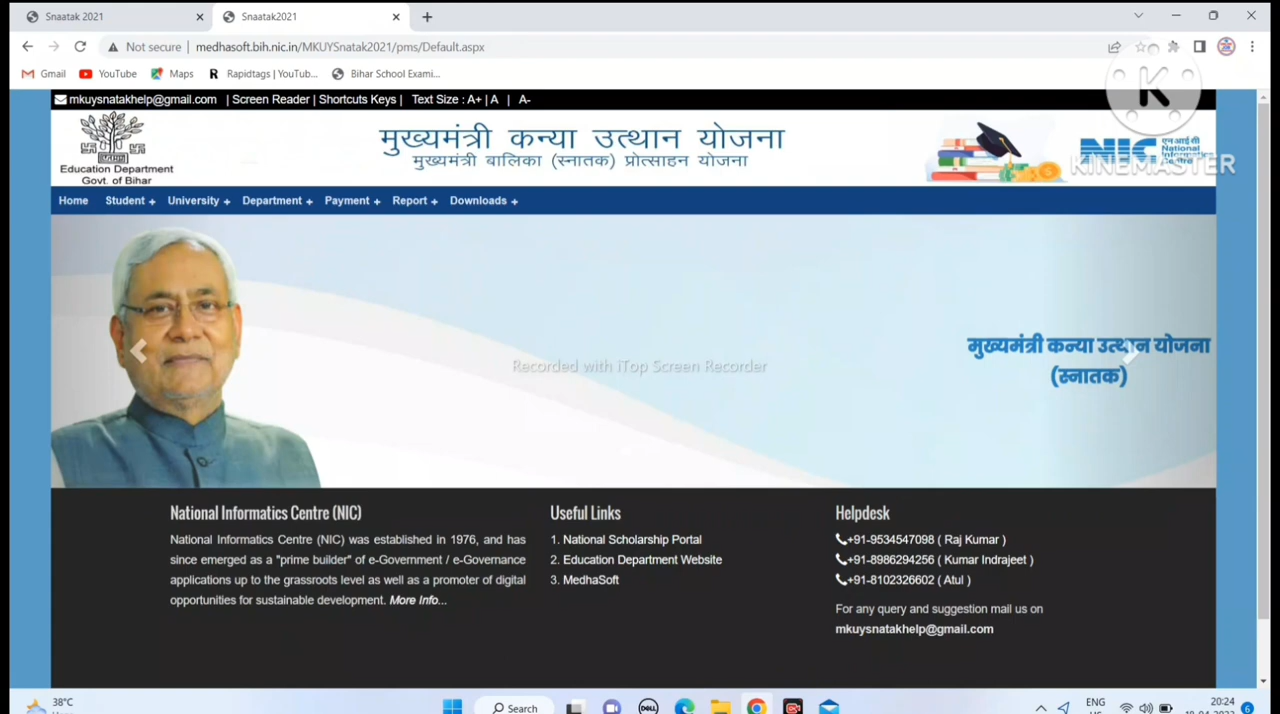 Snaatak 2021
Snaatak2021
Not secure | medhasoft.bih.nic.in/MKUYSnatak2021/pms/Default.aspx
Gmail YouTube Maps Rapidtags | YouTub... Bihar School Exami...
K
mkuysnatakhelp@gmail.com | Screen Reader | Shortcuts Keys | Text Size : A+ | A | A-
मुख्यमंत्री कन्या उत्थान योजना
मुख्यमंत्री बालिका (स्नातक) प्रोत्साहन योजना
Education Department
Govt. of Bihar
NIC एन आई सी
National
Informatics
Centre
KINEMASTER
Home Student + University + Department + Payment + Report + Downloads +
मुख्यमंत्री कन्या उत्थान योजना
(स्नातक)
Recorded with iTop Screen Recorder
National Informatics Centre (NIC)
National Informatics Centre (NIC) was established in 1976, and has
since emerged as a "prime builder" of e-Government / e-Governance
applications up to the grassroots level as well as a promoter of digital
opportunities for sustainable development. More Info...
Useful Links
1. National Scholarship Portal
2. Education Department Website
3. MedhaSoft
Helpdesk
+91-9534547098 ( Raj Kumar )
+91-8986294256 ( Kumar Indrajeet )
+91-8102326602 ( Atul )
For any query and suggestion mail us on
mkuysnatakhelp@gmail.com
38°C
Search
DELL
ENG
20:24
6